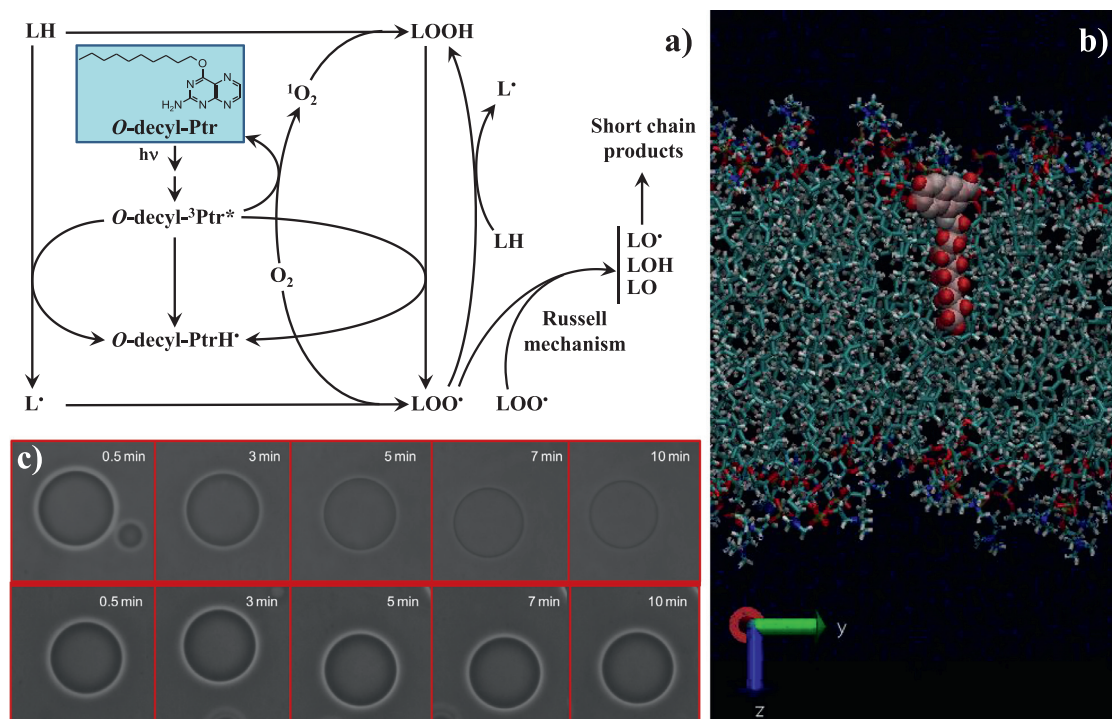 LH
LOOH
a)
O
N
N
N
N
NH₂
O-decyl-Ptr
hν
¹O₂
L•
Short chain
products
O-decyl-³Ptr*
O₂
LH
LO•
LOH
LO
O-decyl-PtrH•
Russell
mechanism
L•
LOO•
LOO•
b)
y
z
c)
0.5 min
3 min
5 min
7 min
10 min
0.5 min
3 min
5 min
7 min
10 min